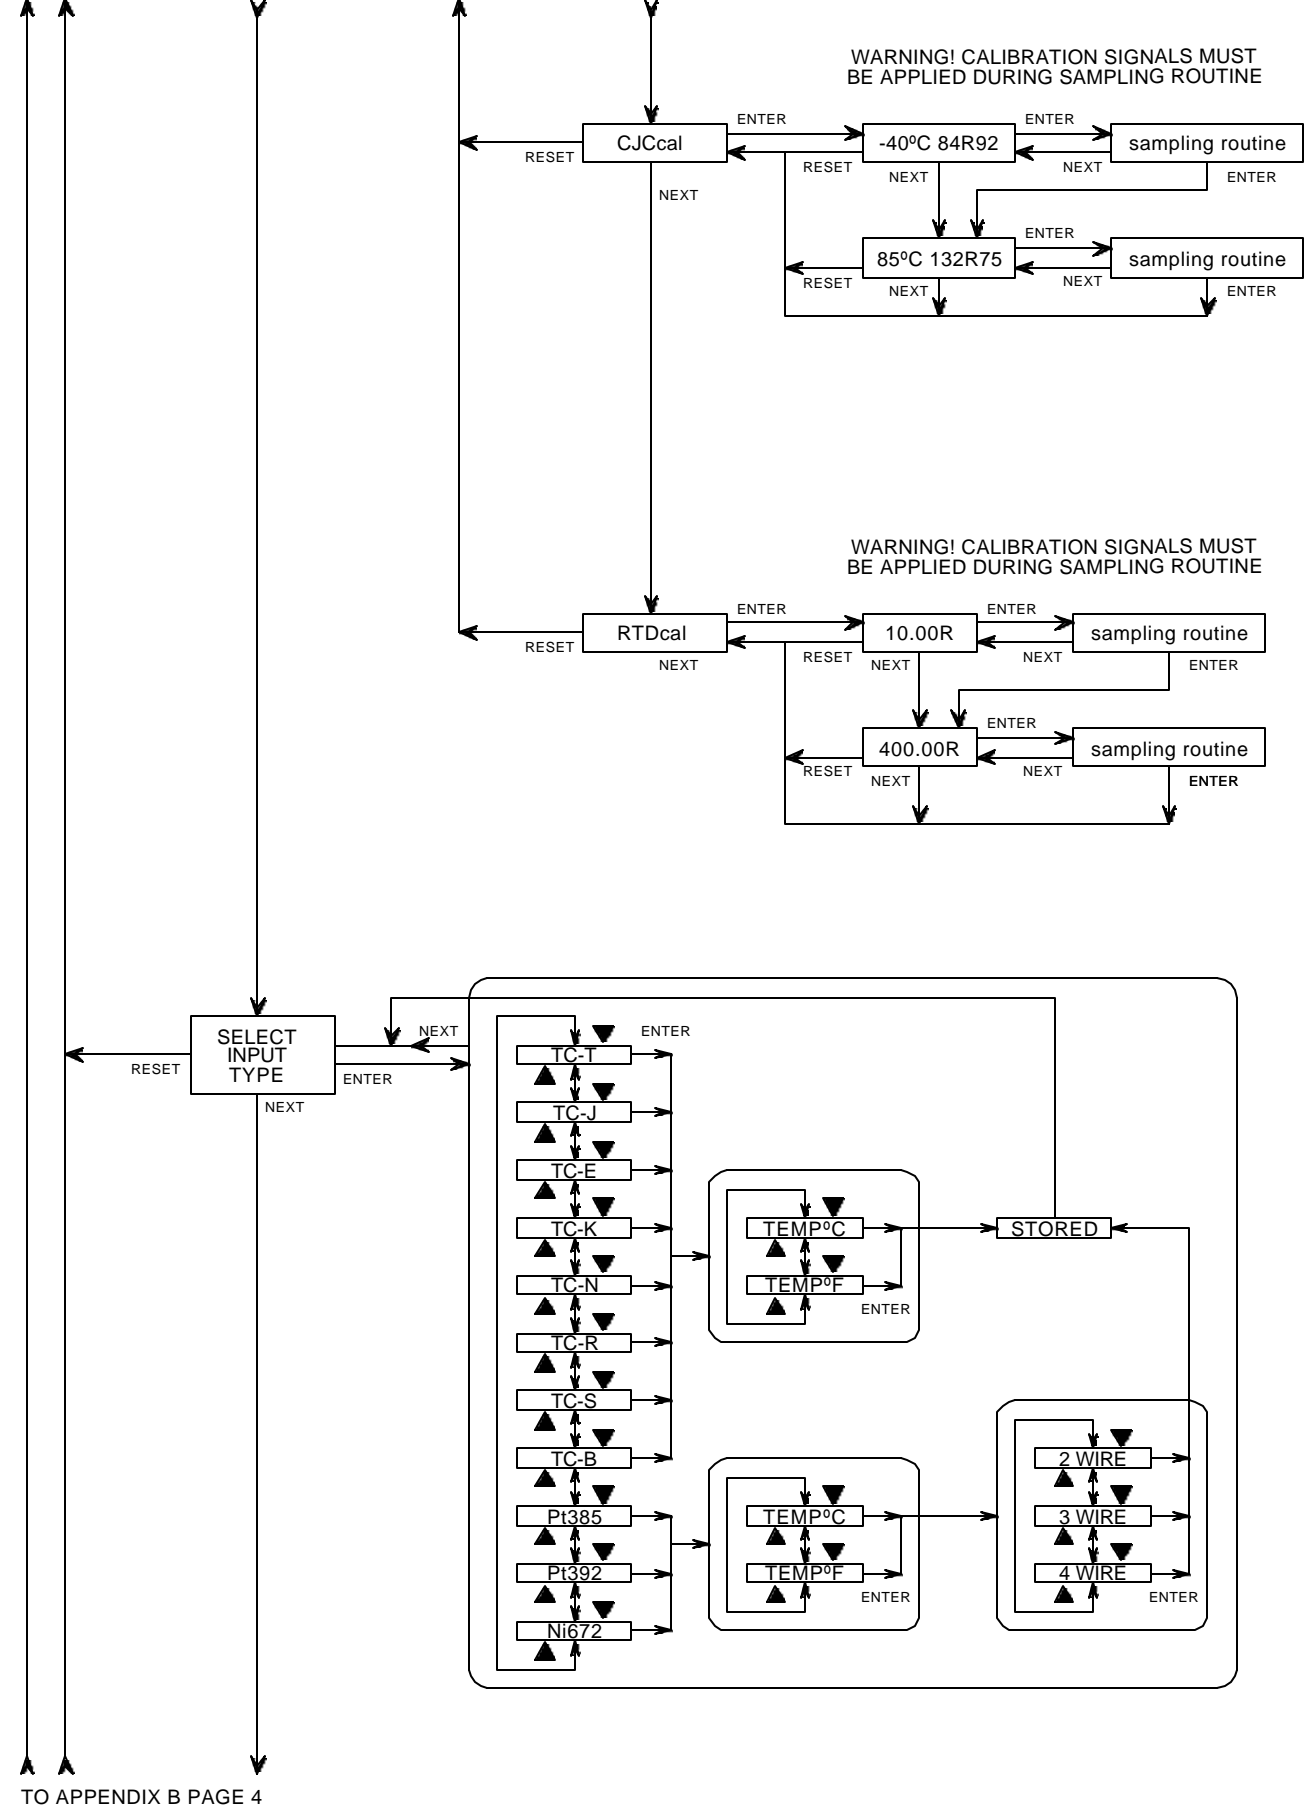 WARNING! CALIBRATION SIGNALS MUST
BE APPLIED DURING SAMPLING ROUTINE
CJCcal
ENTER
RESET
NEXT
-40ºC 84R92
ENTER
RESET
NEXT
NEXT
sampling routine
ENTER
85ºC 132R75
ENTER
RESET
NEXT
NEXT
sampling routine
ENTER
WARNING! CALIBRATION SIGNALS MUST
BE APPLIED DURING SAMPLING ROUTINE
RTDcal
ENTER
RESET
NEXT
10.00R
ENTER
RESET
NEXT
NEXT
sampling routine
ENTER
400.00R
ENTER
RESET
NEXT
NEXT
sampling routine
ENTER
SELECT
INPUT
TYPE
RESET
NEXT
ENTER
NEXT
ENTER
TC-T
TC-J
TC-E
TC-K
TC-N
TC-R
TC-S
TC-B
Pt385
Pt392
Ni672
TEMPºC
TEMPºF
ENTER
STORED
TEMPºC
TEMPºF
ENTER
2 WIRE
3 WIRE
4 WIRE
ENTER
TO APPENDIX B PAGE 4